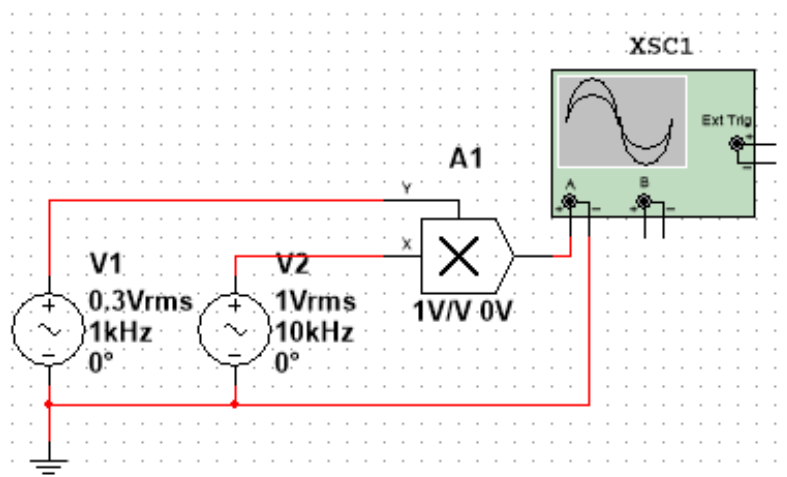 XSC1
Ext Trig
+
-
A
B
+ - + -
A1
Y
X
V1
0.3Vrms
1kHz
0°
V2
1Vrms
10kHz
0°
1V/V 0V